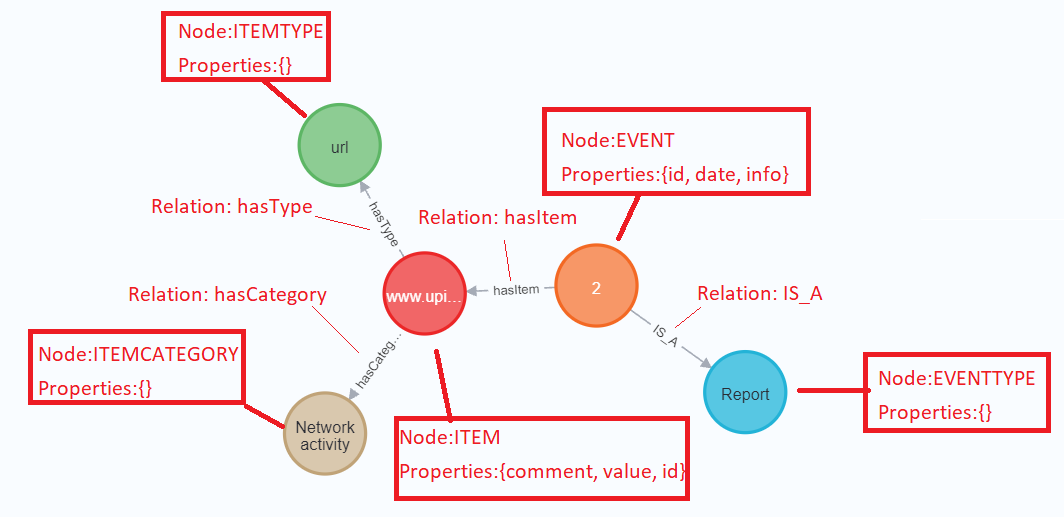 Node:ITEMTYPE
Properties:{}
url
Node:EVENT
Properties:{id, date, info}
Relation: hasType
hasType
Relation: hasItem
www.upi...
hasItem
2
Relation: hasCategory
Relation: IS_A
IS_A
hasCateg...
Node:ITEMCATEGORY
Properties:{}
Report
Node:EVENTTYPE
Properties:{}
Network
activity
Node:ITEM
Properties:{comment, value, id}